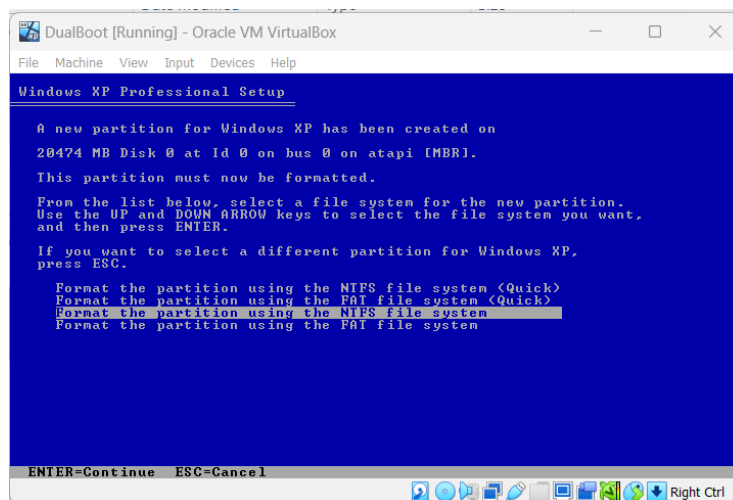 DualBoot [Running] - Oracle VM VirtualBox
File Machine View Input Devices Help
Windows XP Professional Setup
A new partition for Windows XP has been created on
20474 MB Disk 0 at Id 0 on bus 0 on atapi [MBR].
This partition must now be formatted.
From the list below, select a file system for the new partition.
Use the UP and DOWN ARROW keys to select the file system you want,
and then press ENTER.
If you want to select a different partition for Windows XP,
press ESC.
Format the partition using the NTFS file system (Quick)
Format the partition using the FAT file system (Quick)
Format the partition using the NTFS file system
Format the partition using the FAT file system
ENTER=Continue ESC=Cancel
Right Ctrl